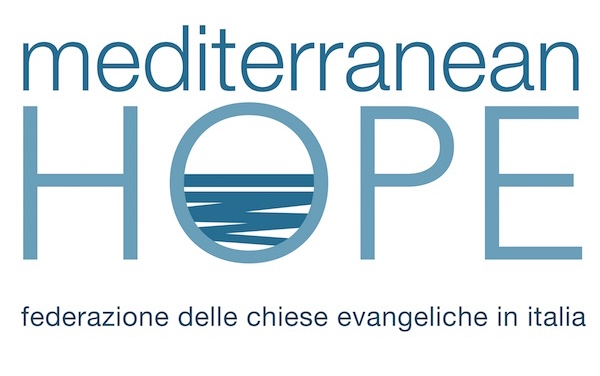 mediterranean
HOPE
federazione delle chiese evangeliche in italia